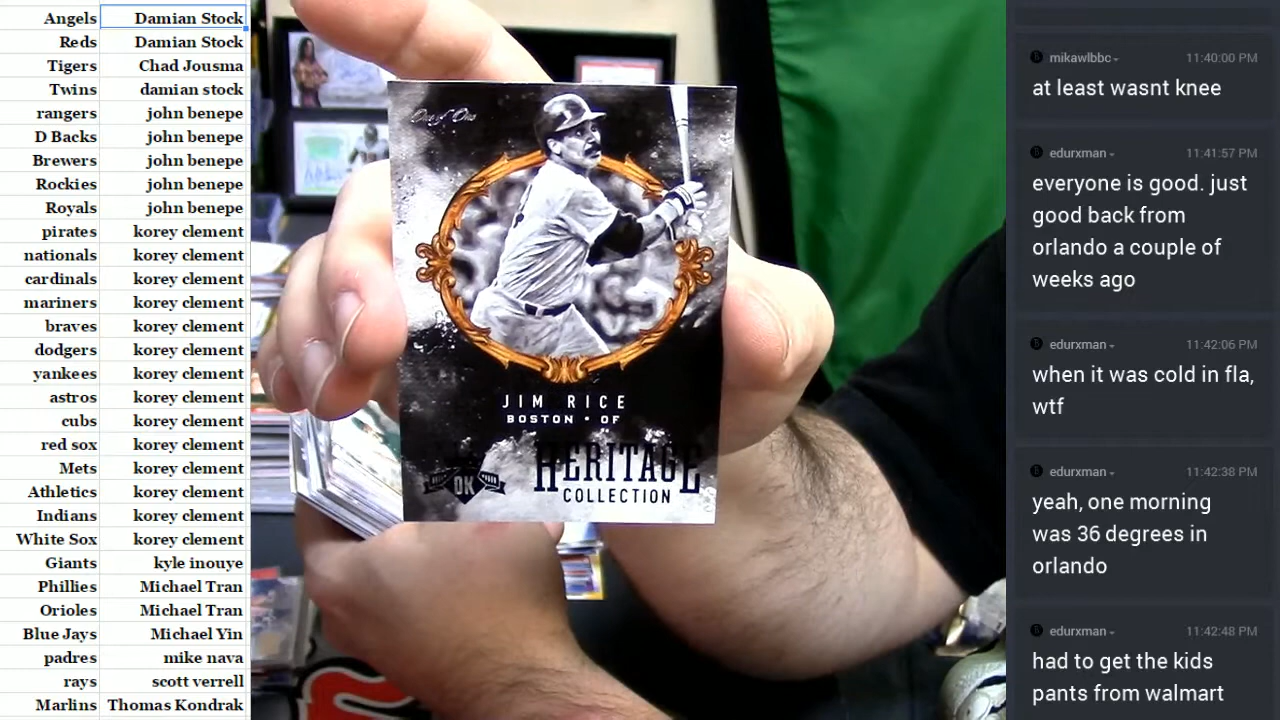 Angels Damian Stock
Reds Damian Stock
Tigers Chad Jousma
Twins damian stock
rangers john benepe
D Backs john benepe
Brewers john benepe
Rockies john benepe
Royals john benepe
pirates korey clement
nationals korey clement
cardinals korey clement
mariners korey clement
braves korey clement
dodgers korey clement
yankees korey clement
astros korey clement
cubs korey clement
red sox korey clement
Mets korey clement
Athletics korey clement
Indians korey clement
White Sox korey clement
Giants kyle inouye
Phillies Michael Tran
Orioles Michael Tran
Blue Jays Michael Yin
padres mike nava
rays scott verrell
Marlins Thomas Kondrak
One of One
JIM RICE
BOSTON • OF
DK
HERITAGE
COLLECTION
mikawlbbc 11:40:00 PM
at least wasnt knee
edurxman 11:41:57 PM
everyone is good. just
good back from
orlando a couple of
weeks ago
edurxman 11:42:06 PM
when it was cold in fla,
wtf
edurxman 11:42:38 PM
yeah, one morning
was 36 degrees in
orlando
edurxman 11:42:48 PM
had to get the kids
pants from walmart